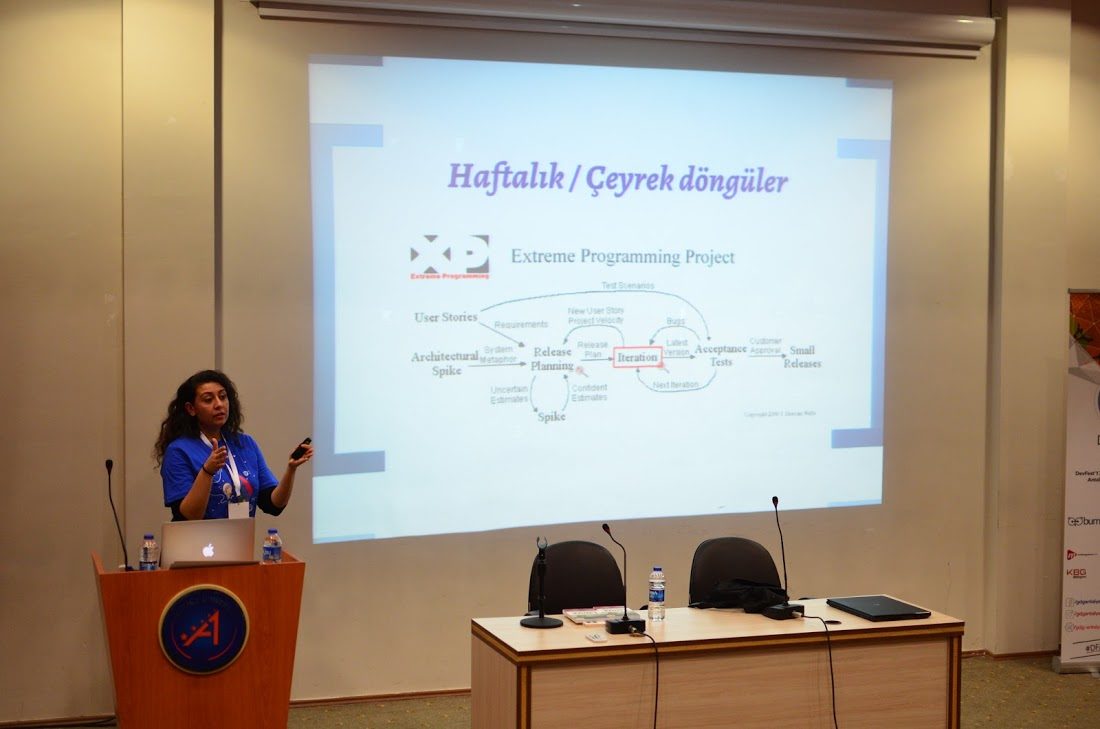 Haftalık / Çeyrek döngüler
XP
Extreme Programming
Extreme Programming Project
Test Scenarios
User Stories
Requirements
New User Story
Project Velocity
Bugs
Architectural
Spike
System
Metaphor
Release
Planning
Release
Plan
Iteration
Latest
Version
Acceptance
Tests
Customer
Approval
Small
Releases
Uncertain
Estimates
Confident
Estimates
Next Iteration
Spike
KBG